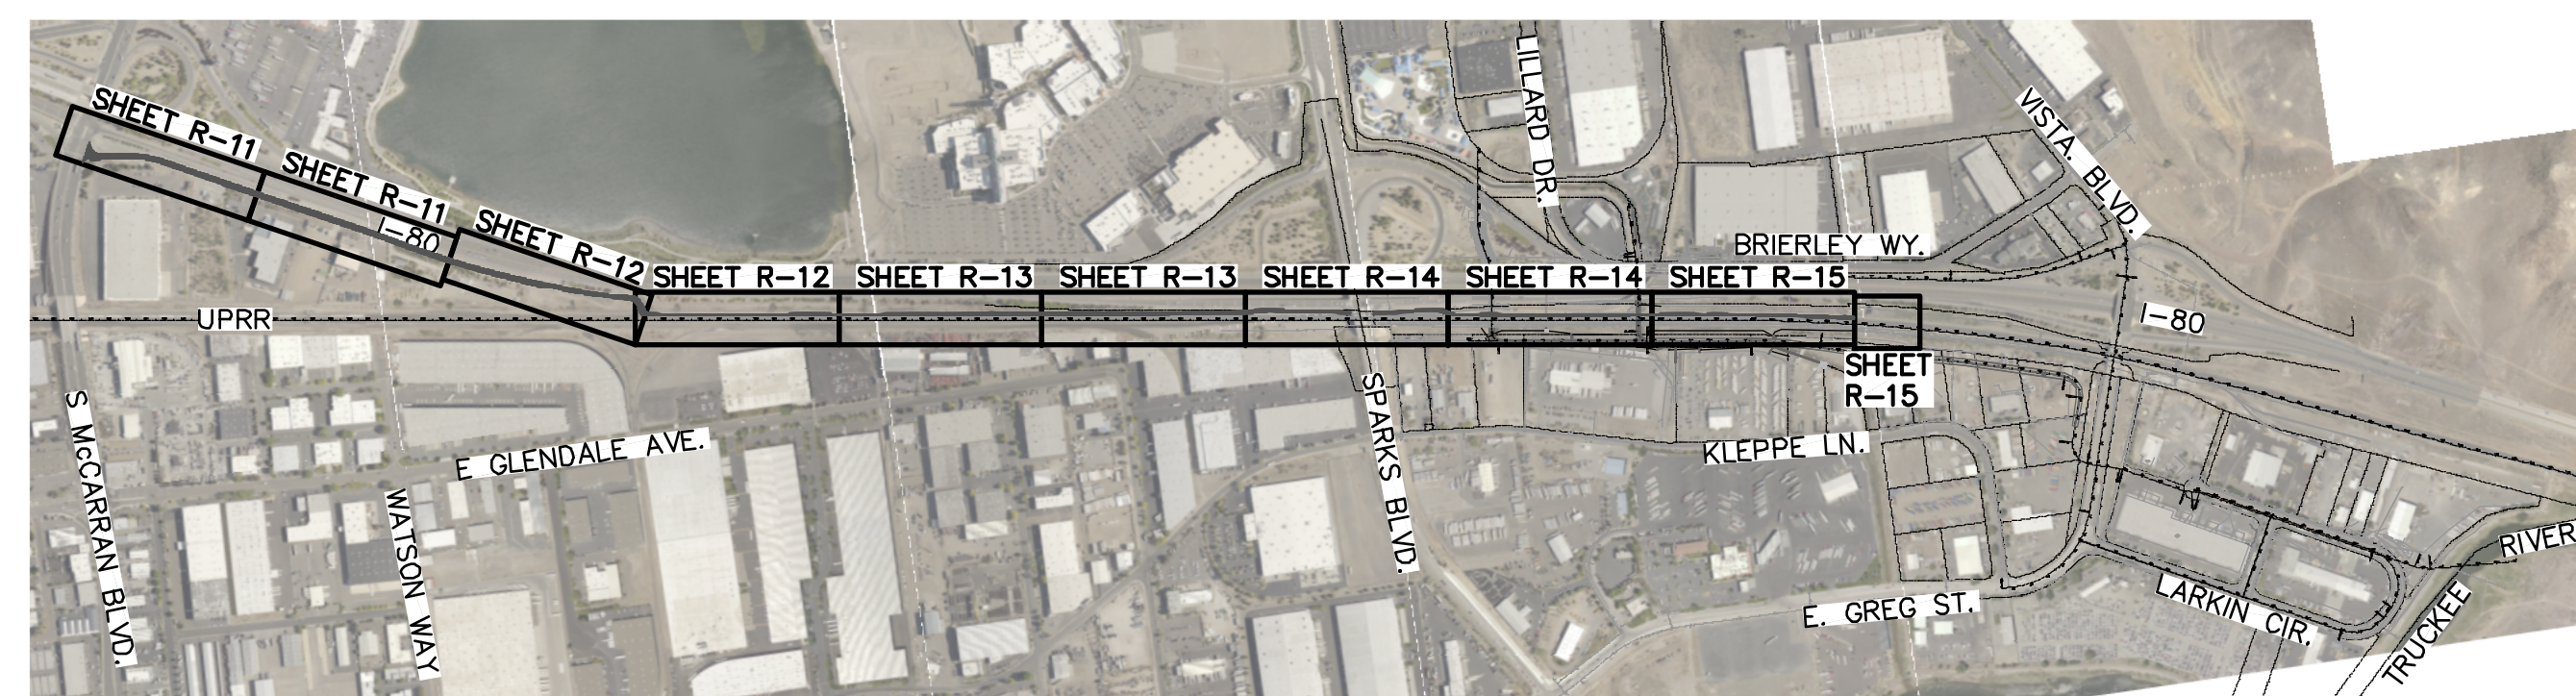 SHEET R-11
SHEET R-11
SHEET R-12
SHEET R-12
SHEET R-13
SHEET R-13
SHEET R-14
SHEET R-14
SHEET R-15
SHEET
R-15
I-80
UPRR
LILLARD DR.
VISTA. BLVD.
BRIERLEY WY.
I-80
S McCARRAN BLVD.
WATSON WAY
E GLENDALE AVE.
SPARKS BLVD.
KLEPPE LN.
E. GREG ST.
LARKIN CIR.
TRUCKEE
RIVER